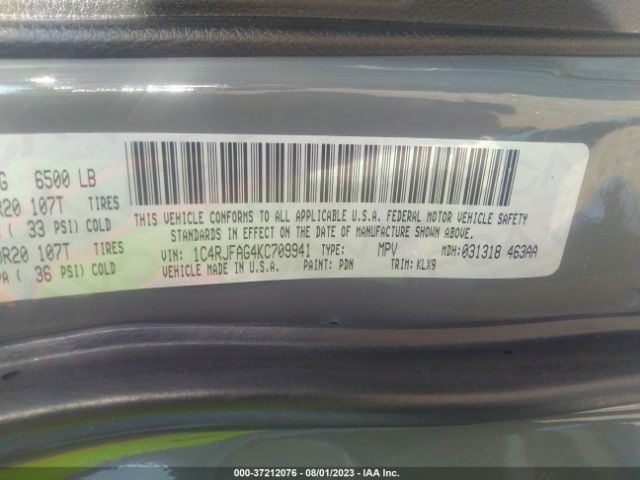 G 6500 LB
R20 107T TIRES
( 33 PSI) COLD
R20 107T TIRES
PA ( 36 PSI) COLD
THIS VEHICLE CONFORMS TO ALL APPLICABLE U.S.A. FEDERAL MOTOR VEHICLE SAFETY
STANDARDS IN EFFECT ON THE DATE OF MANUFACTURE SHOWN ABOVE.
VIN: 1C4RJFAG4KC709941 TYPE: MPV MDH: 031318 463AA
VEHICLE MADE IN U.S.A. PAINT: PDN TRIM: KLX9
000-37212076 - 08/01/2023 - IAA Inc.